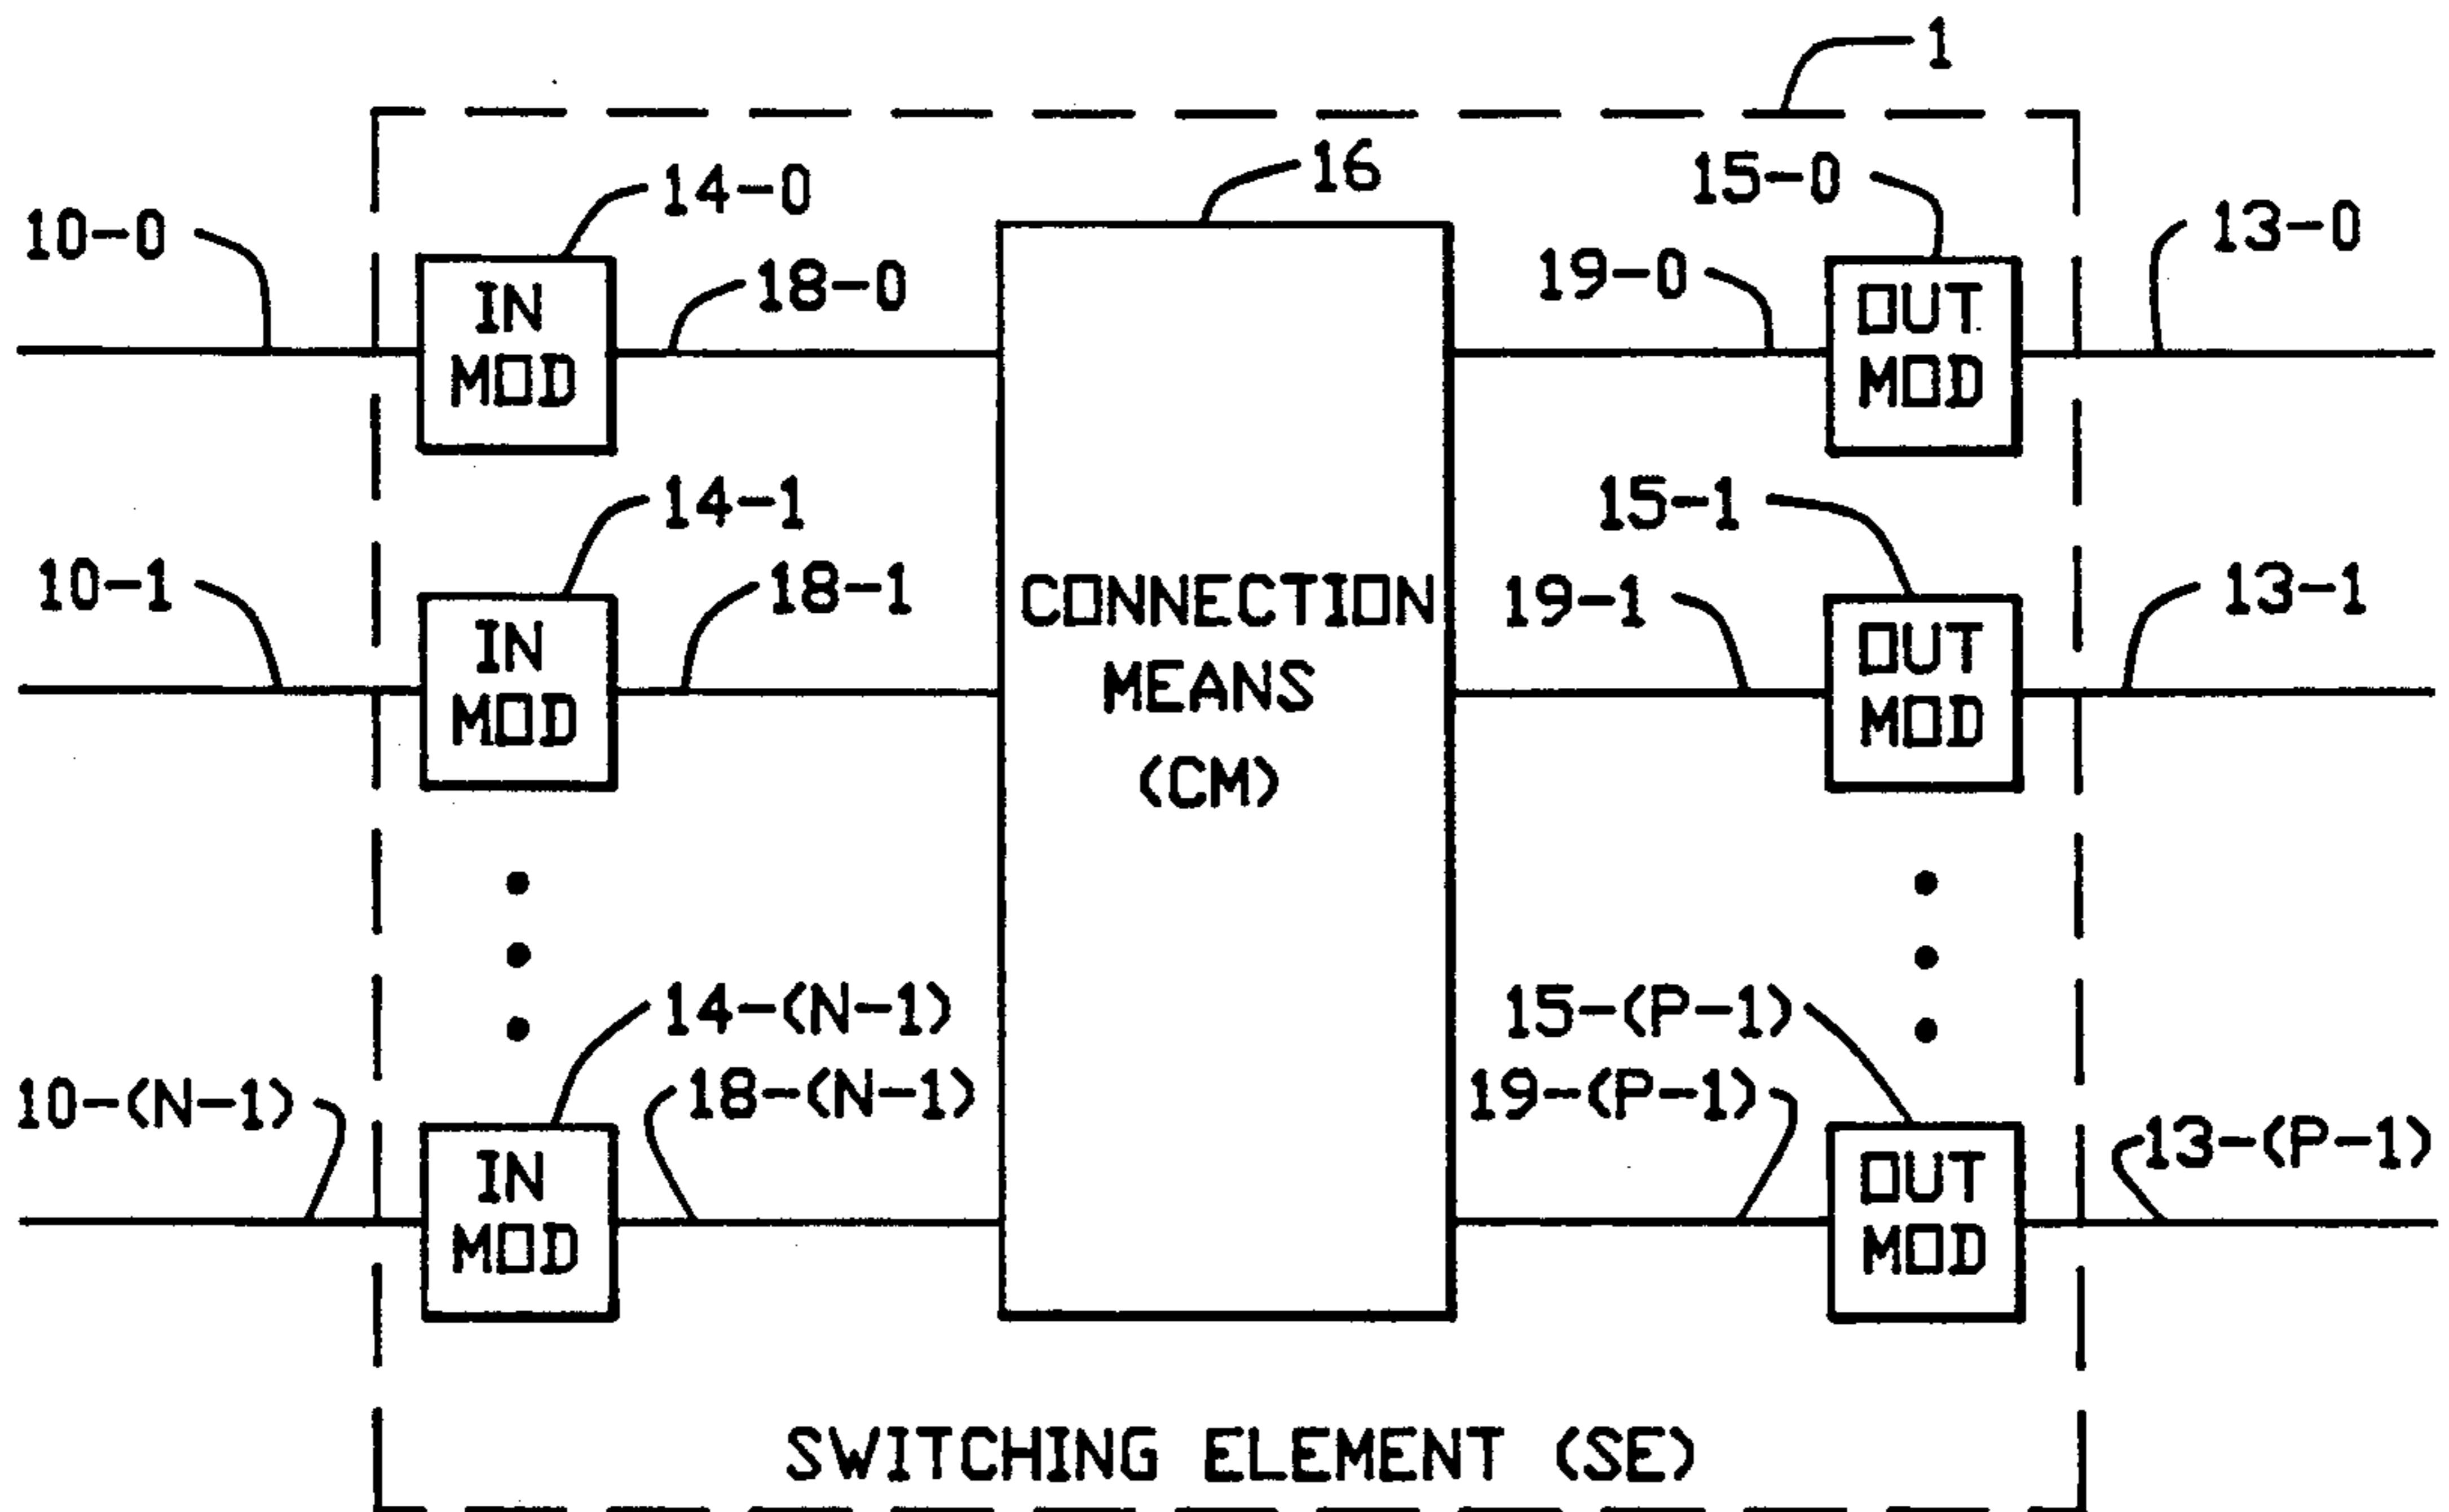 1
16
14-0
15-0
10-0
18-0
19-0
13-0
IN
MOD
OUT
MOD
14-1
15-1
10-1
18-1
CONNECTION
MEANS
(CM)
19-1
13-1
IN
MOD
OUT
MOD
14-(N-1)
15-(P-1)
10-(N-1)
18-(N-1)
19-(P-1)
13-(P-1)
IN
MOD
OUT
MOD
SWITCHING ELEMENT (SE)